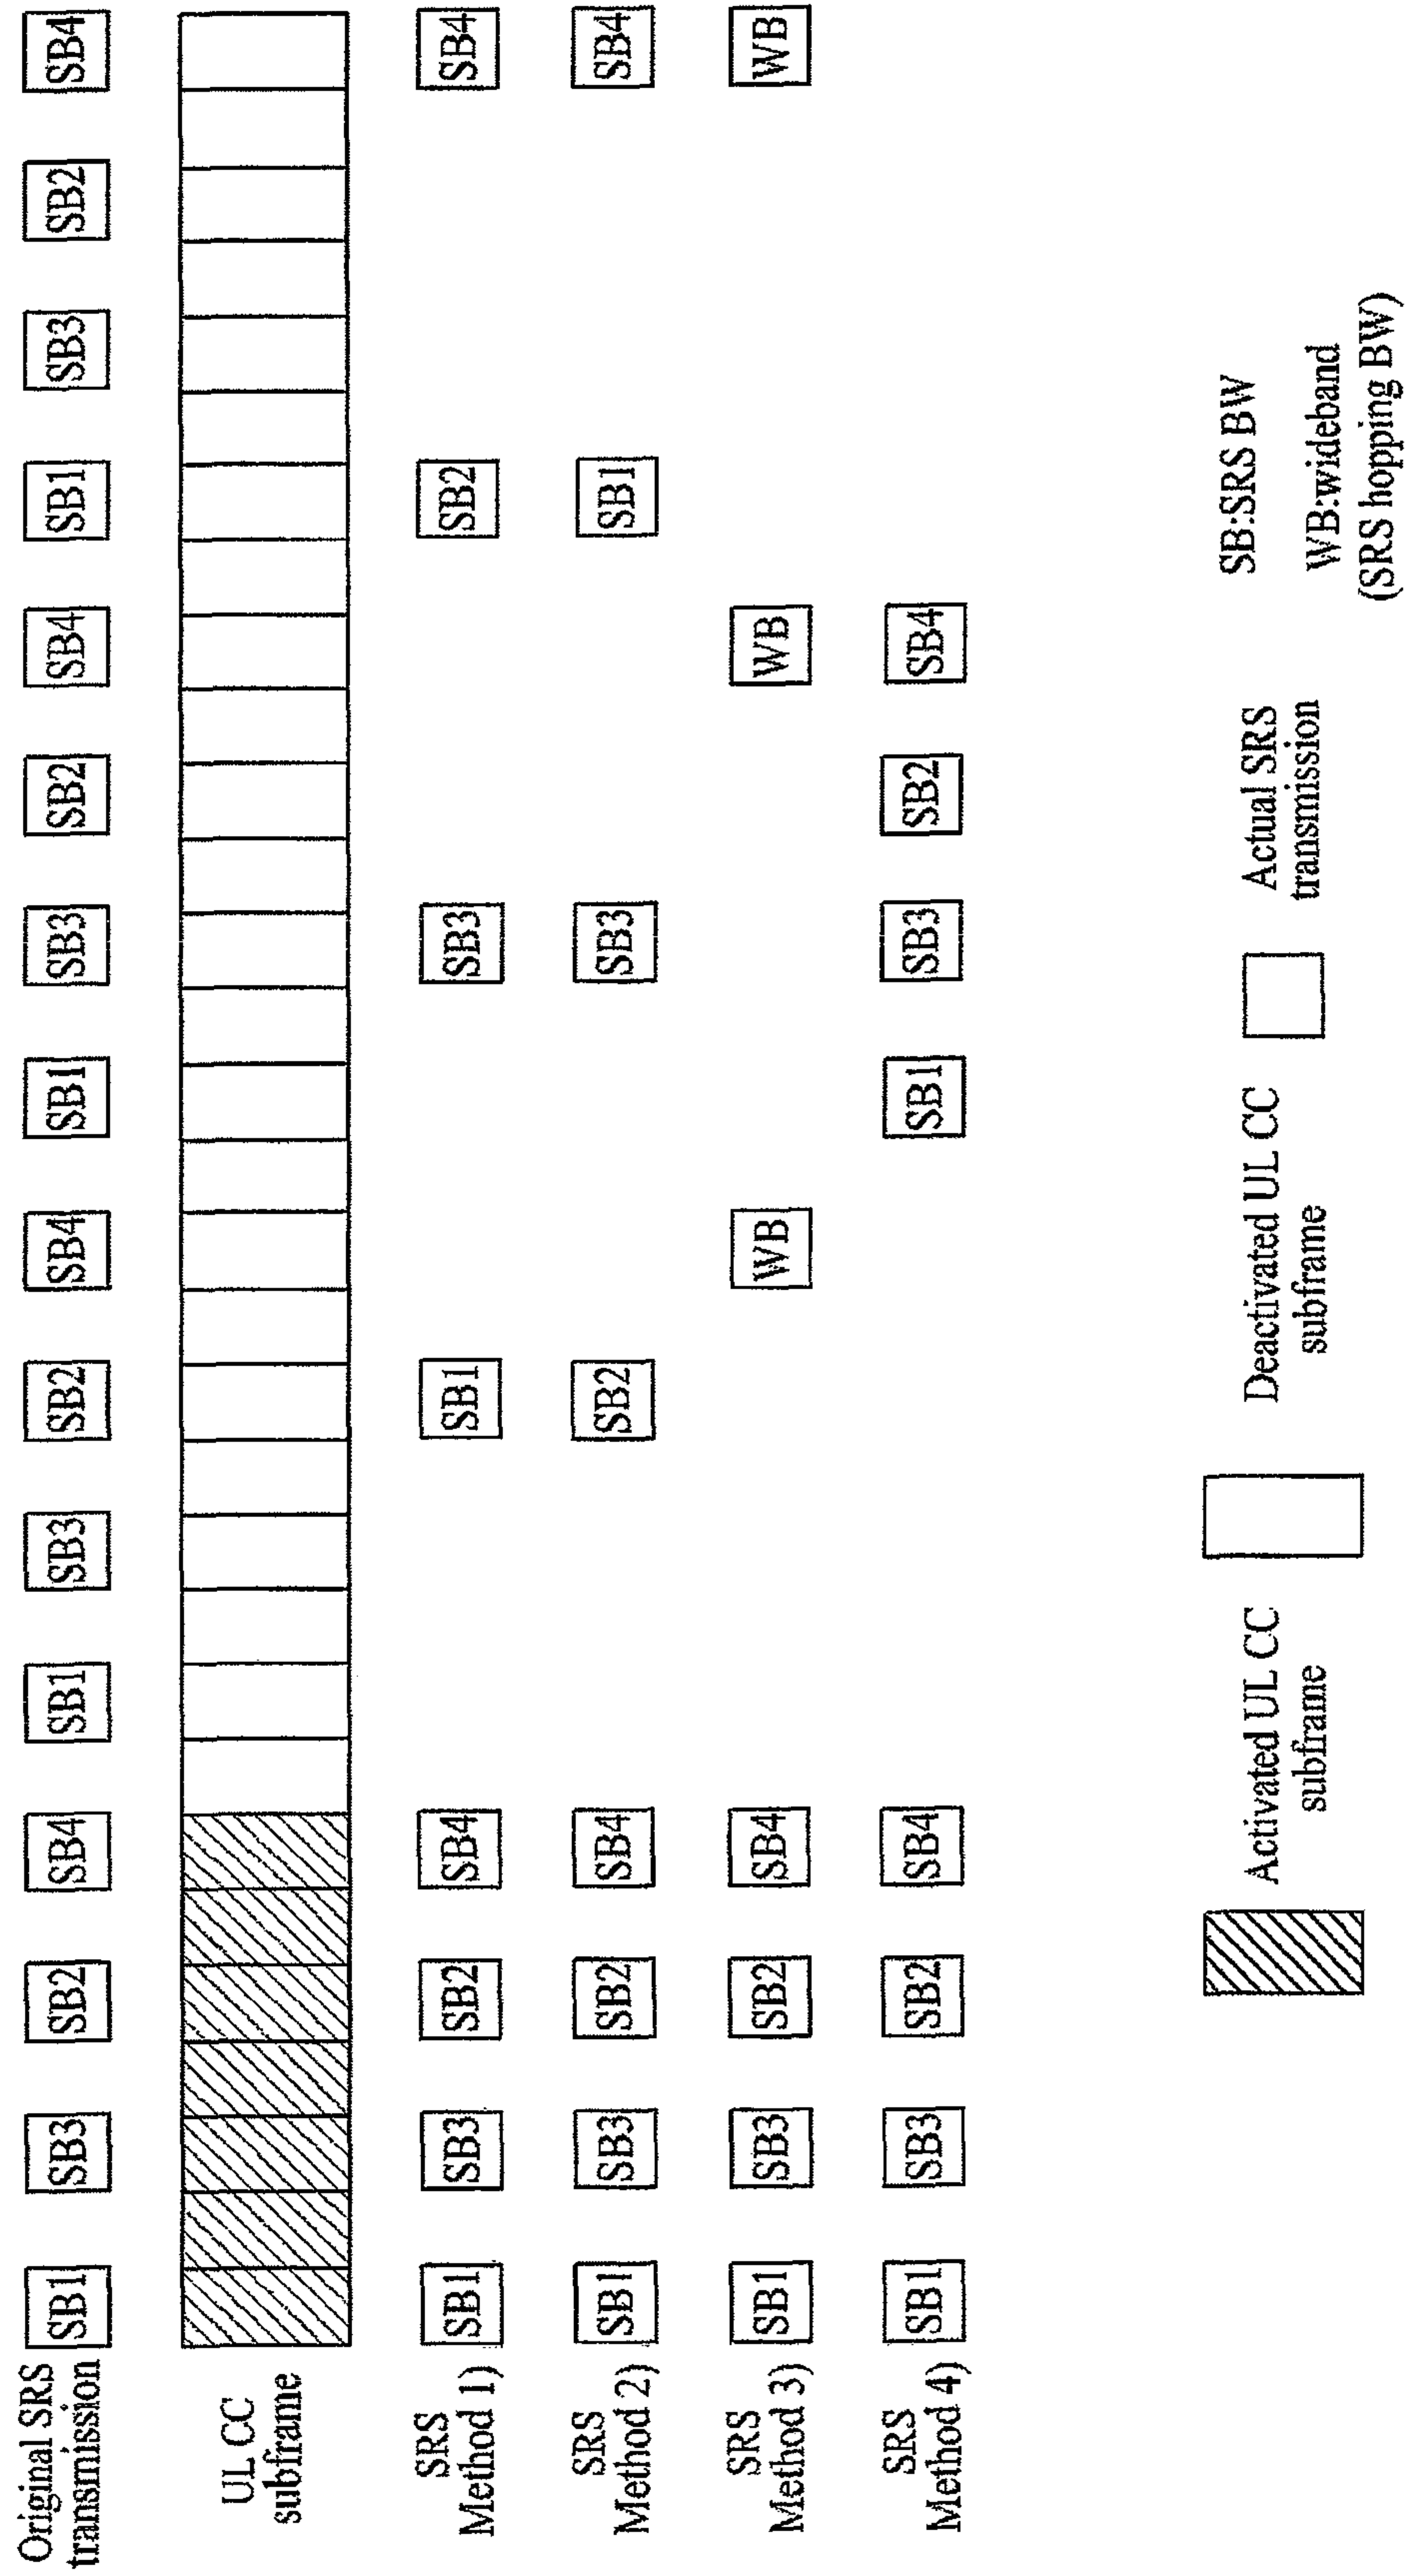 Original SRS
transmission
SB1 SB3 SB2 SB4 SB1 SB3 SB2 SB4 SB1 SB3 SB2 SB4 SB1 SB3 SB2 SB4
UL CC
subframe
SRS
Method 1)
SB1 SB3 SB2 SB4 SB1 SB3 SB2 SB4
SRS
Method 2)
SB1 SB3 SB2 SB4 SB2 SB3 SB1 SB4
SRS
Method 3)
SB1 SB3 SB2 SB4 WB WB WB
SRS
Method 4)
SB1 SB3 SB2 SB4 SB1 SB3 SB2 SB4
Activated UL CC
subframe
Deactivated UL CC
subframe
Actual SRS
transmission
SB:SRS BW
WB:wideband
(SRS hopping BW)